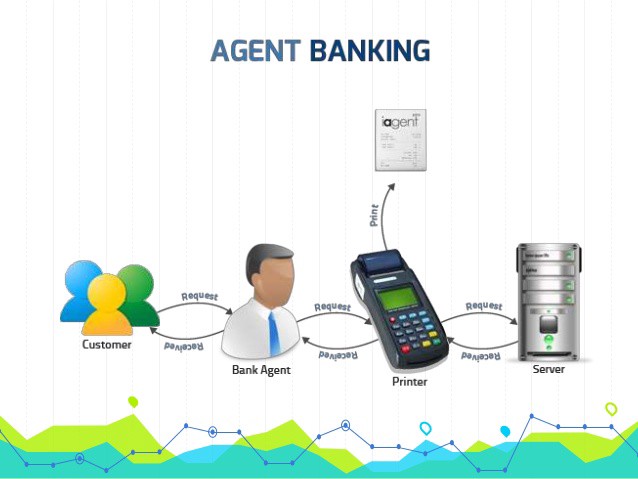 AGENT BANKING
iagent
Print
Request
Received
Customer
Request
Received
Bank Agent
Request
Received
Printer
Server